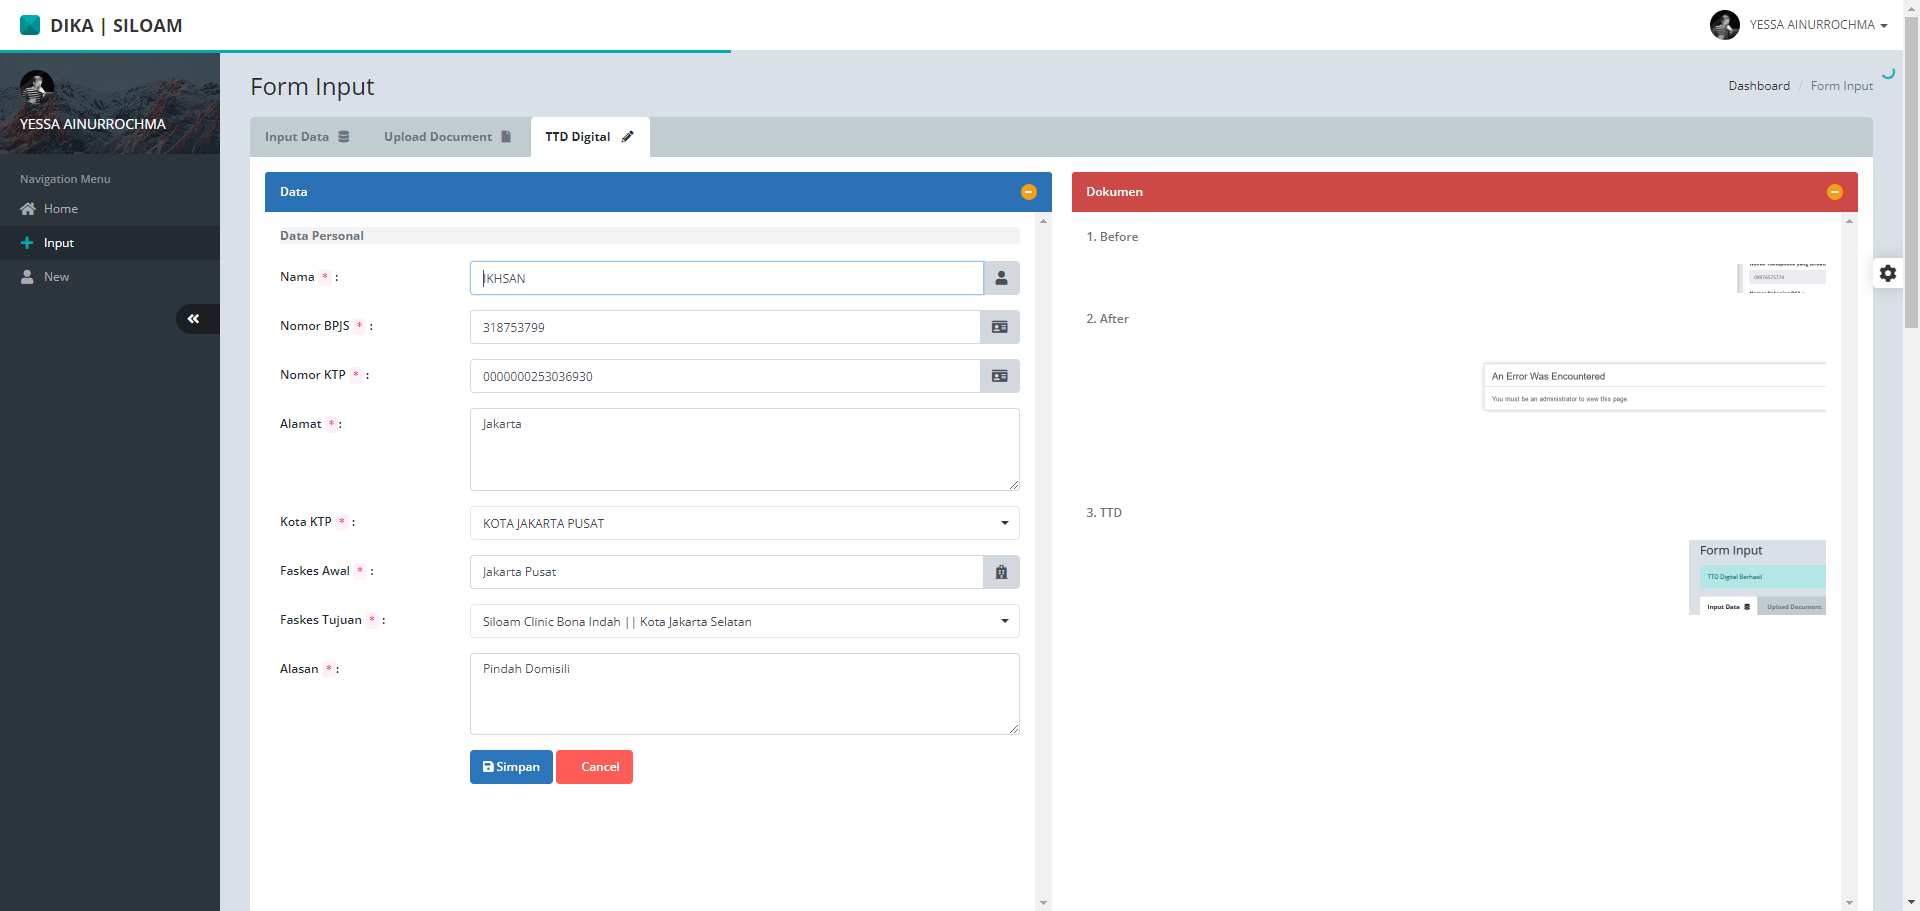 DIKA | SILOAM
YESSA AINURROCHMA
YESSA AINURROCHMA
Navigation Menu
Home
Input
New
Form Input
Dashboard / Form Input
Input Data
Upload Document
TTD Digital
Data
Data Personal
Nama * :
IKHSAN
Nomor BPJS * :
318753799
Nomor KTP * :
0000000253036930
Alamat * :
Jakarta
Kota KTP * :
KOTA JAKARTA PUSAT
Faskes Awal * :
Jakarta Pusat
Faskes Tujuan * :
Siloam Clinic Bona Indah || Kota Jakarta Selatan
Alasan * :
Pindah Domisili
Simpan
Cancel
Dokumen
1. Before
2. After
An Error Was Encountered
You must be an administrator to view this page.
3. TTD
Form Input
TTD Digital Berhasil
Input Data
Upload Document